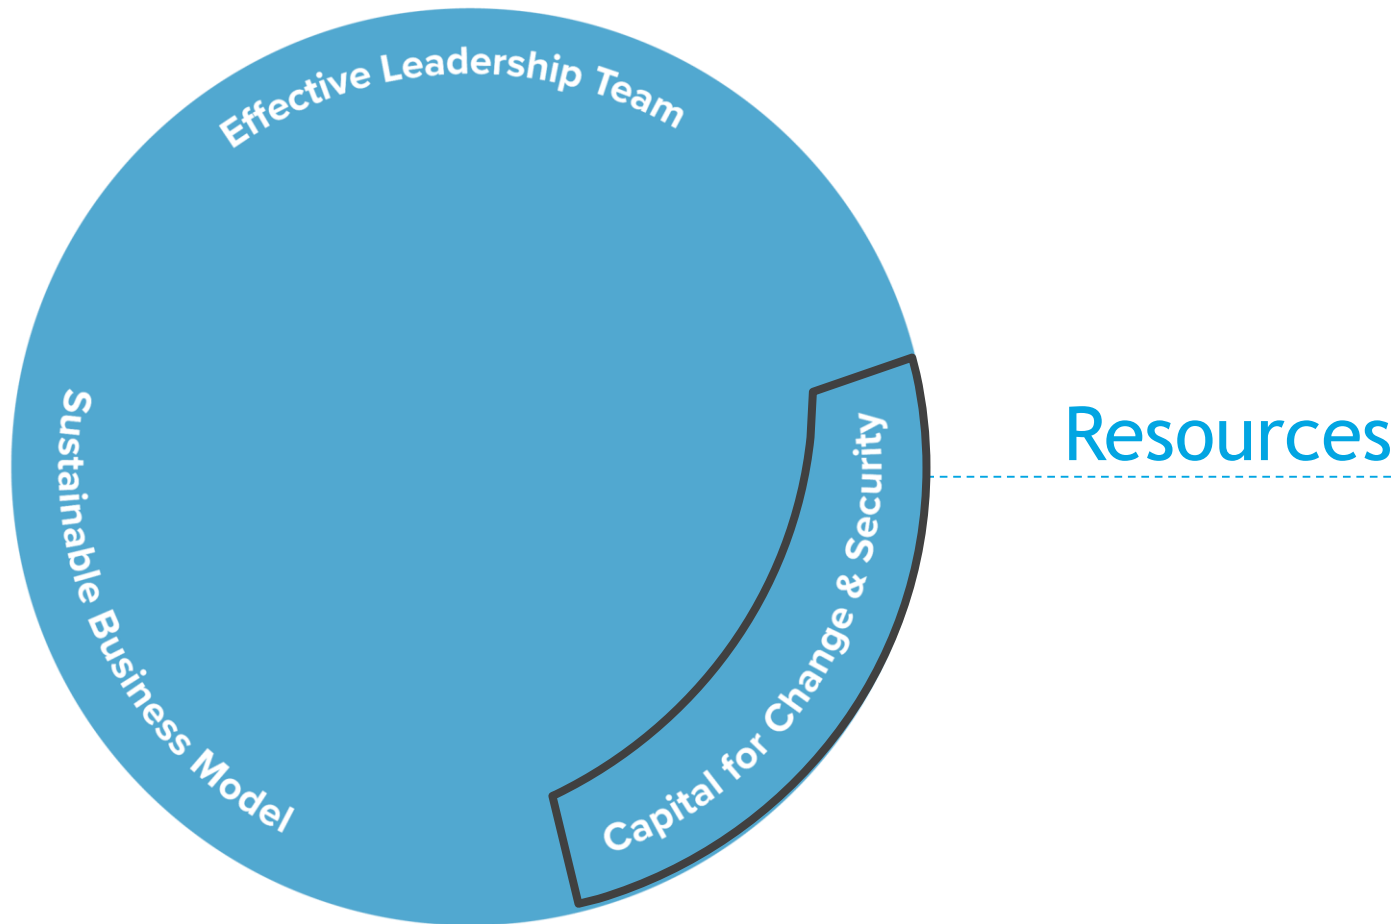 Effective Leadership Team
Sustainable Business Model
Capital for Change & Security
Resources